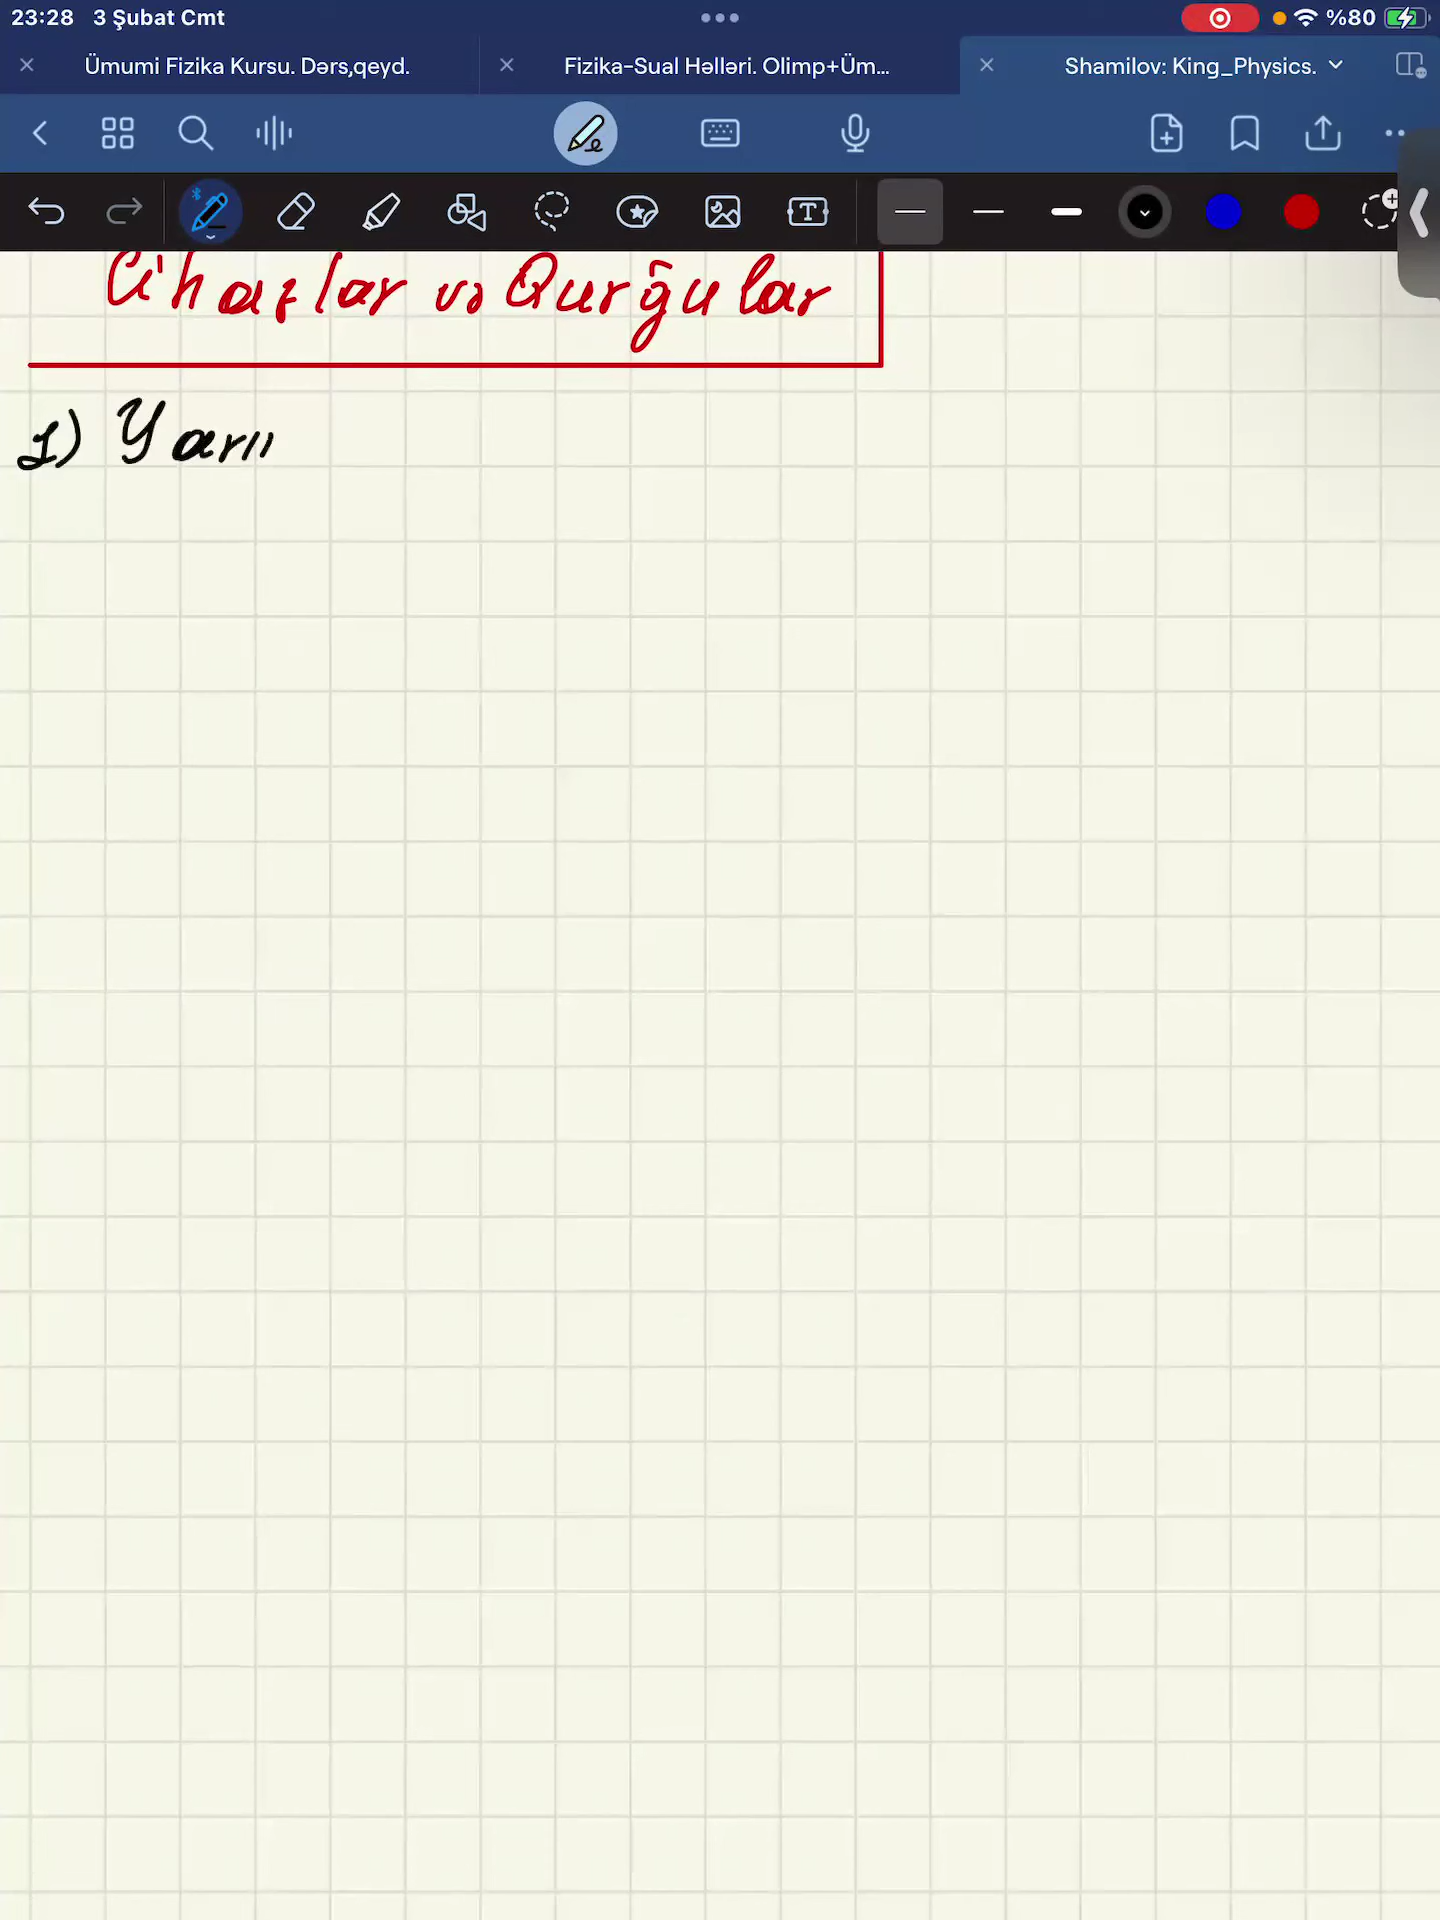 23:28 3 Şubat Cmt %80
Ümumi Fizika Kursu. Dərs,qeyd. Fizika-Sual Həlləri. Olimp+Üm... Shamilov: King_Physics.
Cihazlar və Qurğular
1) Yarı